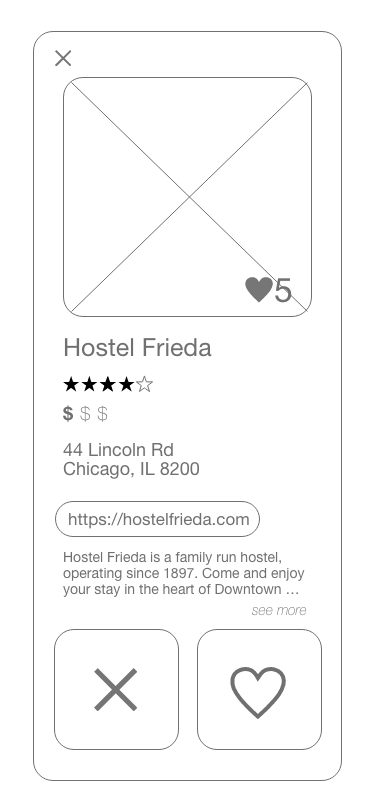 5
Hostel Frieda
$ $ $
44 Lincoln Rd
Chicago, IL 8200
https://hostelfrieda.com
Hostel Frieda is a family run hostel,
operating since 1897. Come and enjoy
your stay in the heart of Downtown ...
see more